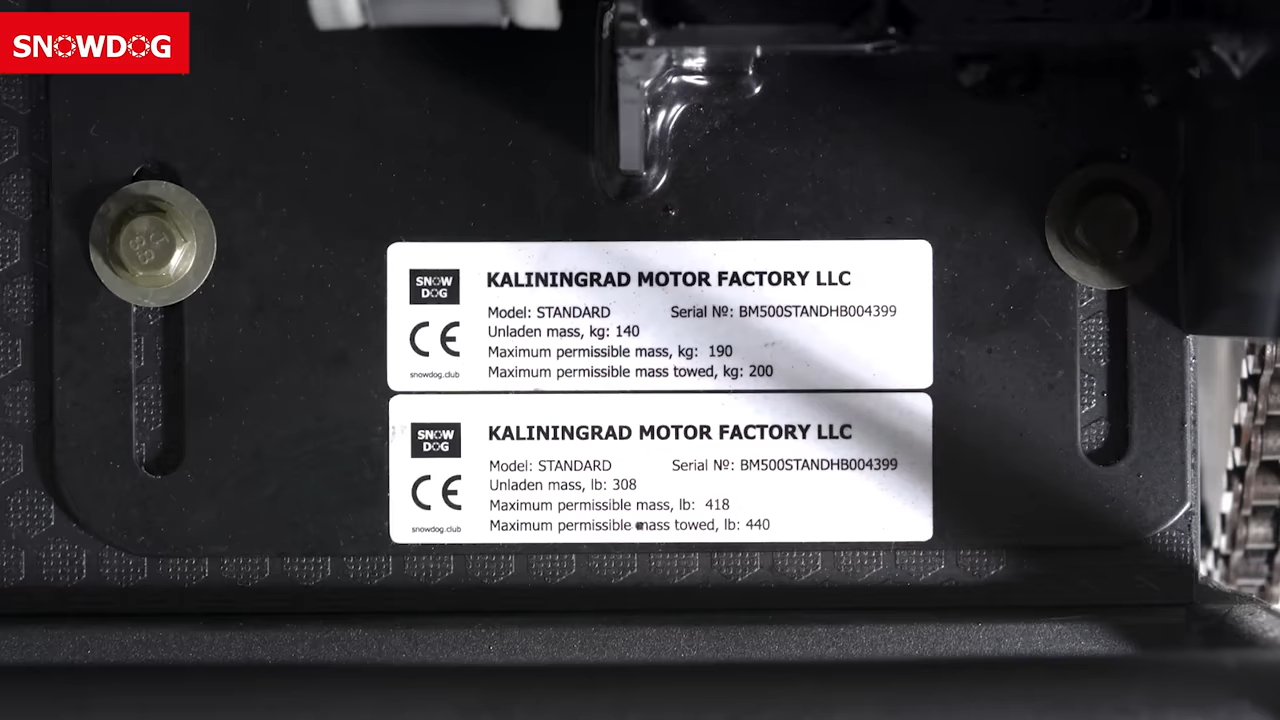 SNOWDOG
SNOW
DOG
KALININGRAD MOTOR FACTORY LLC
Model: STANDARD Serial Nº: BM500STANDHB004399
Unladen mass, kg: 140
Maximum permissible mass, kg: 190
Maximum permissible mass towed, kg: 200
CE
snowdog.club
SNOW
DOG
KALININGRAD MOTOR FACTORY LLC
Model: STANDARD Serial Nº: BM500STANDHB004399
Unladen mass, lb: 308
Maximum permissible mass, lb: 418
Maximum permissible mass towed, lb: 440
CE
snowdog.club